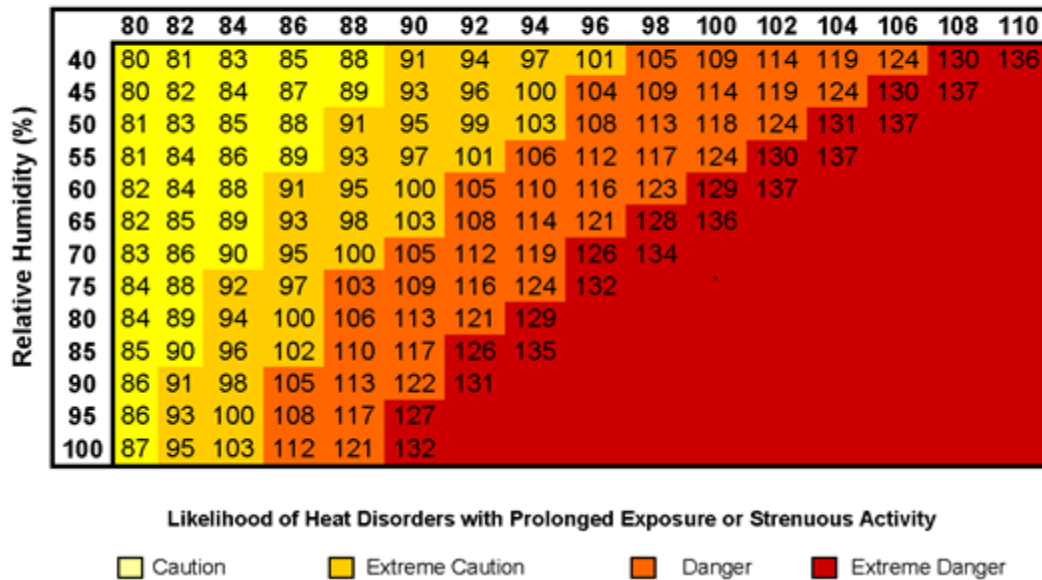 80 82 84 86 88 90 92 94 96 98 100 102 104 106 108 110
Relative Humidity (%)
40 80 81 83 85 88 91 94 97 101 105 109 114 119 124 130 136
45 80 82 84 87 89 93 96 100 104 109 114 119 124 130 137
50 81 83 85 88 91 95 99 103 108 113 118 124 131 137
55 81 84 86 89 93 97 101 106 112 117 124 130 137
60 82 84 88 91 95 100 105 110 116 123 129 137
65 82 85 89 93 98 103 108 114 121 128 136
70 83 86 90 95 100 105 112 119 126 134
75 84 88 92 97 103 109 116 124 132
80 84 89 94 100 106 113 121 129
85 85 90 96 102 110 117 126 135
90 86 91 98 105 113 122 131
95 86 93 100 108 117 127
100 87 95 103 112 121 132
Likelihood of Heat Disorders with Prolonged Exposure or Strenuous Activity
Caution Extreme Caution Danger Extreme Danger